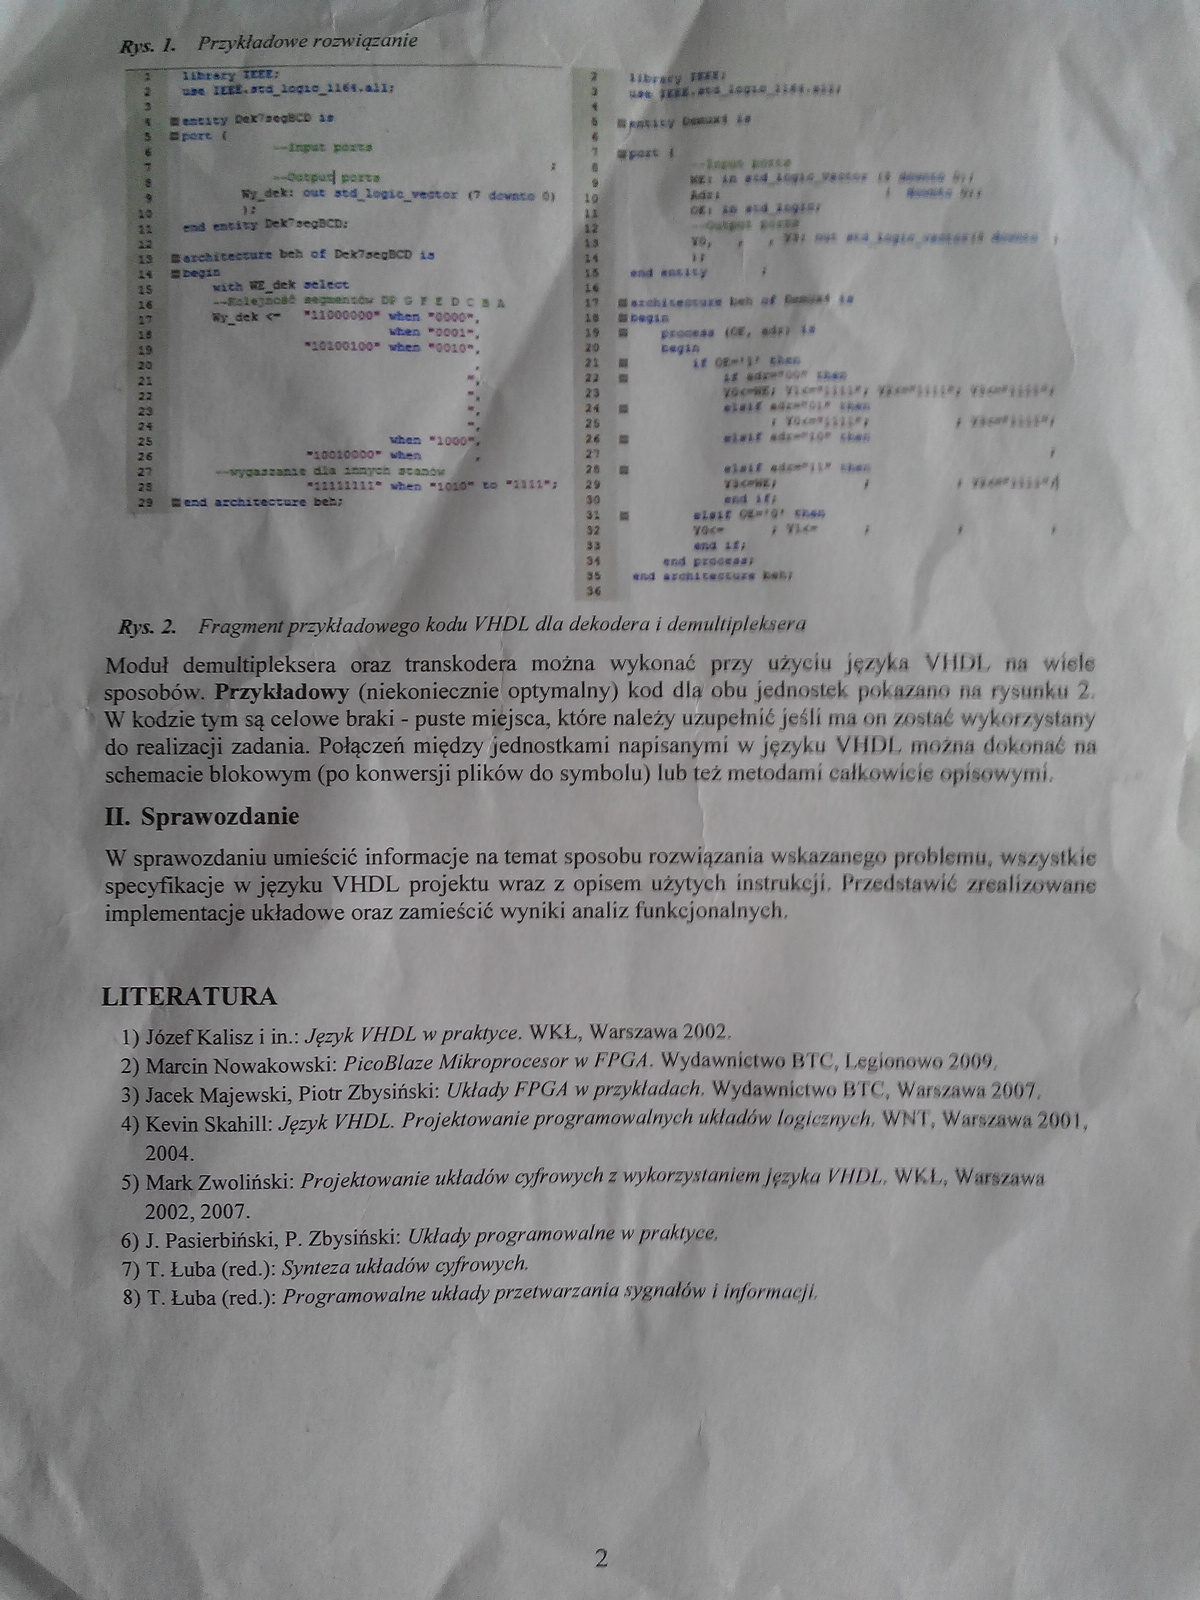 Rys. 1. Przykładowe rozwiązanie
1 library IEEE;
2 use IEEE.std_logic_1164.all;
3
4 entity Dek7segBCD is
5 port (
6 --Input ports
7 ;
8 --Output ports
9 Wy_dek: out std_logic_vector (7 downto 0)
10 );
11 end entity Dek7segBCD;
12
13 architecture beh of Dek7segBCD is
14 begin
15 with WE_dek select
16 --Kolejność segmentów DP G F E D C B A
17 Wy_dek <= "11000000" when "0000",
18 when "0001",
19 "10100100" when "0010",
20 ,
21 ",
22 ",
23 ",
24 ",
25 when "1000",
26 "10010000" when ,
27 --wygaszanie dla innych stanów
28 "11111111" when "1010" to "1111";
29 end architecture beh;
2 library IEEE;
3 use IEEE.std_logic_1164.all;
4
5 entity Demux4 is
6
7 port (
8 --Input ports
9 WE: in std_logic_vector ( downto 0);
10 Adr: ( downto 0);
11 OE: in std_logic;
12 --Output ports
13 Y0, , , Y3: out std_logic_vector( downto ;
14 );
15 end entity ;
16
17 architecture beh of Demux4 is
18 begin
19 process (OE, adr) is
20 begin
21 if OE='1' then
22 if adr="00" then
23 Y0<=WE; Y1<="1111"; Y2<="1111"; Y3<="1111";
24 elsif adr="01" then
25 ; Y0<="1111"; ; Y3<="1111";
26 elsif adr="10" then
27 ;
28 elsif adr="11" then
29 Y3<=WE; ; ; "1111";
30 end if;
31 elsif OE='0' then
32 Y0<= ; Y1<= ; ; ;
33 end if;
34 end process;
35 end architecture beh;
36
Rys. 2. Fragment przykładowego kodu VHDL dla dekodera i demultipleksera
Moduł demultipleksera oraz transkodera można wykonać przy użyciu języka VHDL na wiele
sposobów. Przykładowy (niekoniecznie optymalny) kod dla obu jednostek pokazano na rysunku 2.
W kodzie tym są celowe braki - puste miejsca, które należy uzupełnić jeśli ma on zostać wykorzystany
do realizacji zadania. Połączeń między jednostkami napisanymi w języku VHDL można dokonać na
schemacie blokowym (po konwersji plików do symbolu) lub też metodami całkowicie opisowymi.
II. Sprawozdanie
W sprawozdaniu umieścić informacje na temat sposobu rozwiązania wskazanego problemu, wszystkie
specyfikacje w języku VHDL projektu wraz z opisem użytych instrukcji. Przedstawić zrealizowane
implementacje układowe oraz zamieścić wyniki analiz funkcjonalnych.
LITERATURA
1) Józef Kalisz i in.: Język VHDL w praktyce. WKŁ, Warszawa 2002.
2) Marcin Nowakowski: PicoBlaze Mikroprocesor w FPGA. Wydawnictwo BTC, Legionowo 2009.
3) Jacek Majewski, Piotr Zbysiński: Układy FPGA w przykładach. Wydawnictwo BTC, Warszawa 2007.
4) Kevin Skahill: Język VHDL. Projektowanie programowalnych układów logicznych. WNT, Warszawa 2001,
2004.
5) Mark Zwoliński: Projektowanie układów cyfrowych z wykorzystaniem języka VHDL. WKŁ, Warszawa
2002, 2007.
6) J. Pasierbiński, P. Zbysiński: Układy programowalne w praktyce.
7) T. Łuba (red.): Synteza układów cyfrowych.
8) T. Łuba (red.): Programowalne układy przetwarzania sygnałów i informacji.
2